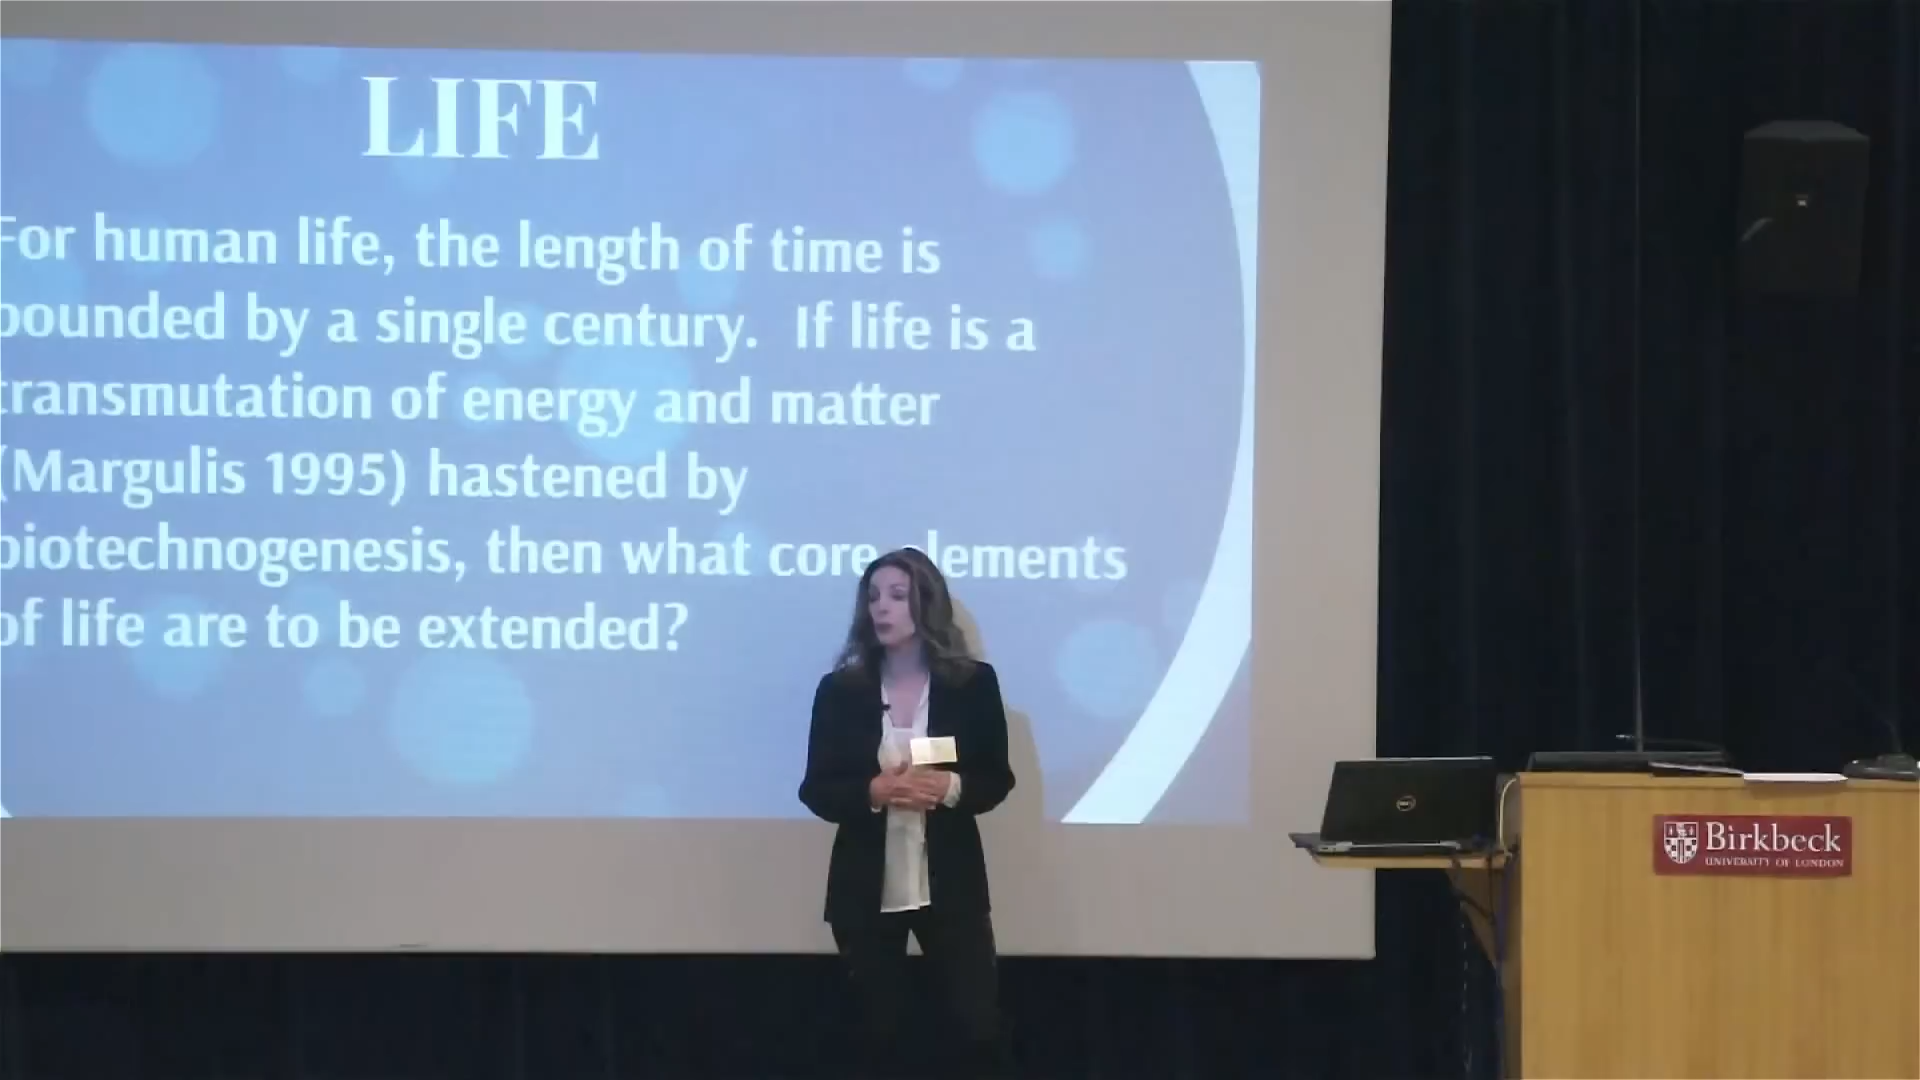 LIFE
For human life, the length of time is
bounded by a single century. If life is a
transmutation of energy and matter
(Margulis 1995) hastened by
biotechnogenesis, then what core elements
of life are to be extended?
Birkbeck
UNIVERSITY OF LONDON
DELL